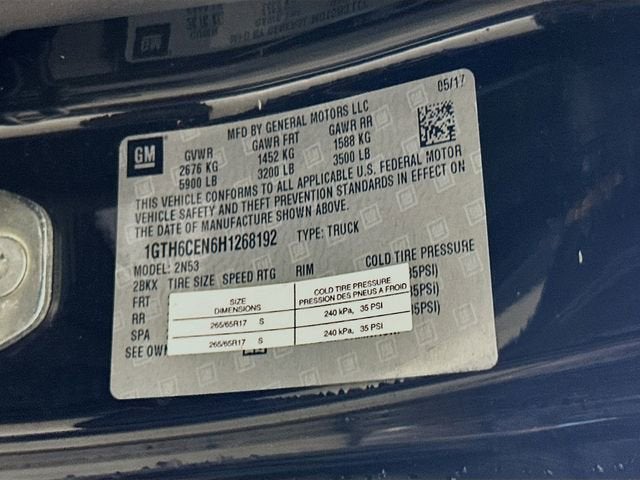 05/17
GM
MFD BY GENERAL MOTORS LLC
GVWR GAWR FRT GAWR RR
2676 KG 1452 KG 1588 KG
5900 LB 3200 LB 3500 LB
THIS VEHICLE CONFORMS TO ALL APPLICABLE U.S. FEDERAL MOTOR
VEHICLE SAFETY AND THEFT PREVENTION STANDARDS IN EFFECT ON
THE DATE OF MANUFACTURE SHOWN ABOVE.
1GTH6CEN6H1268192 TYPE: TRUCK
MODEL: 2N53
2BKX TIRE SIZE SPEED RTG RIM COLD TIRE PRESSURE
FRT 35PSI)
RR 35PSI)
SPA 35PSI)
SEE OWN
SIZE COLD TIRE PRESSURE
DIMENSIONS PRESSION DES PNEUS A FROID
265/65R17 S 240 kPa, 35 PSI
265/65R17 S 240 kPa, 35 PSI